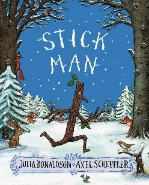 STICK
MAN
JULIA DONALDSON • AXEL SCHEFFLER